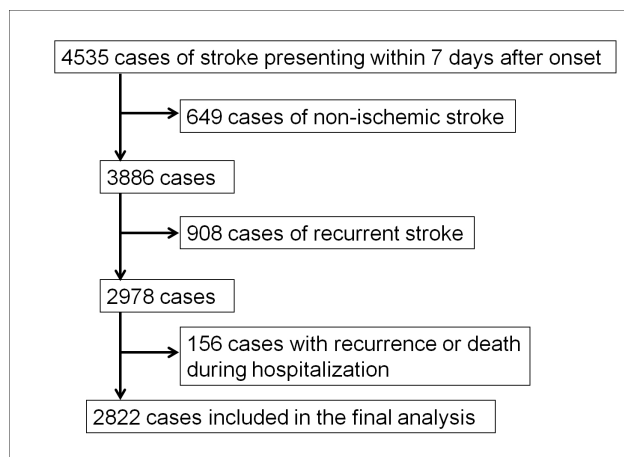 4535 cases of stroke presenting within 7 days after onset
649 cases of non-ischemic stroke
3886 cases
908 cases of recurrent stroke
2978 cases
156 cases with recurrence or death
during hospitalization
2822 cases included in the final analysis